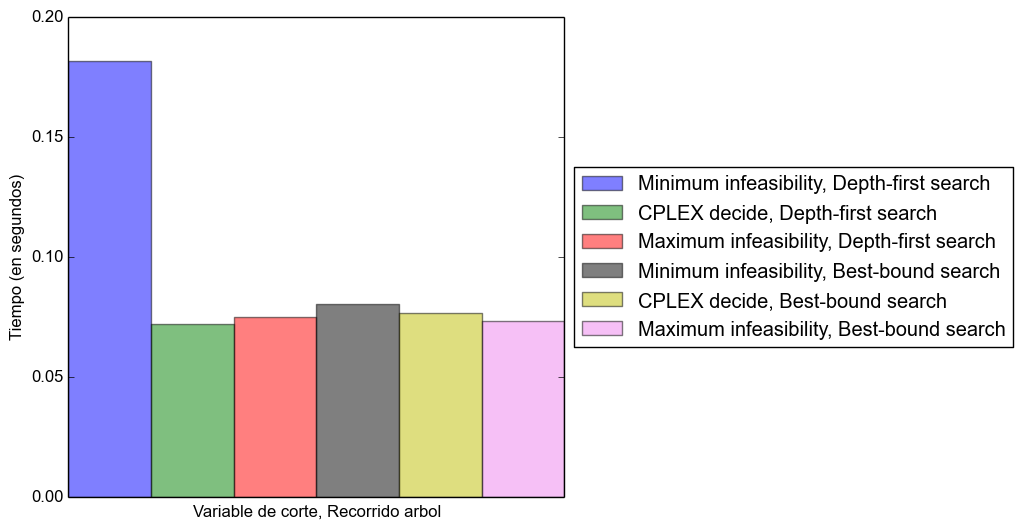 0.20
0.15
0.10
0.05
0.00
Tiempo (en segundos)
Variable de corte, Recorrido arbol
Minimum infeasibility, Depth-first search
CPLEX decide, Depth-first search
Maximum infeasibility, Depth-first search
Minimum infeasibility, Best-bound search
CPLEX decide, Best-bound search
Maximum infeasibility, Best-bound search